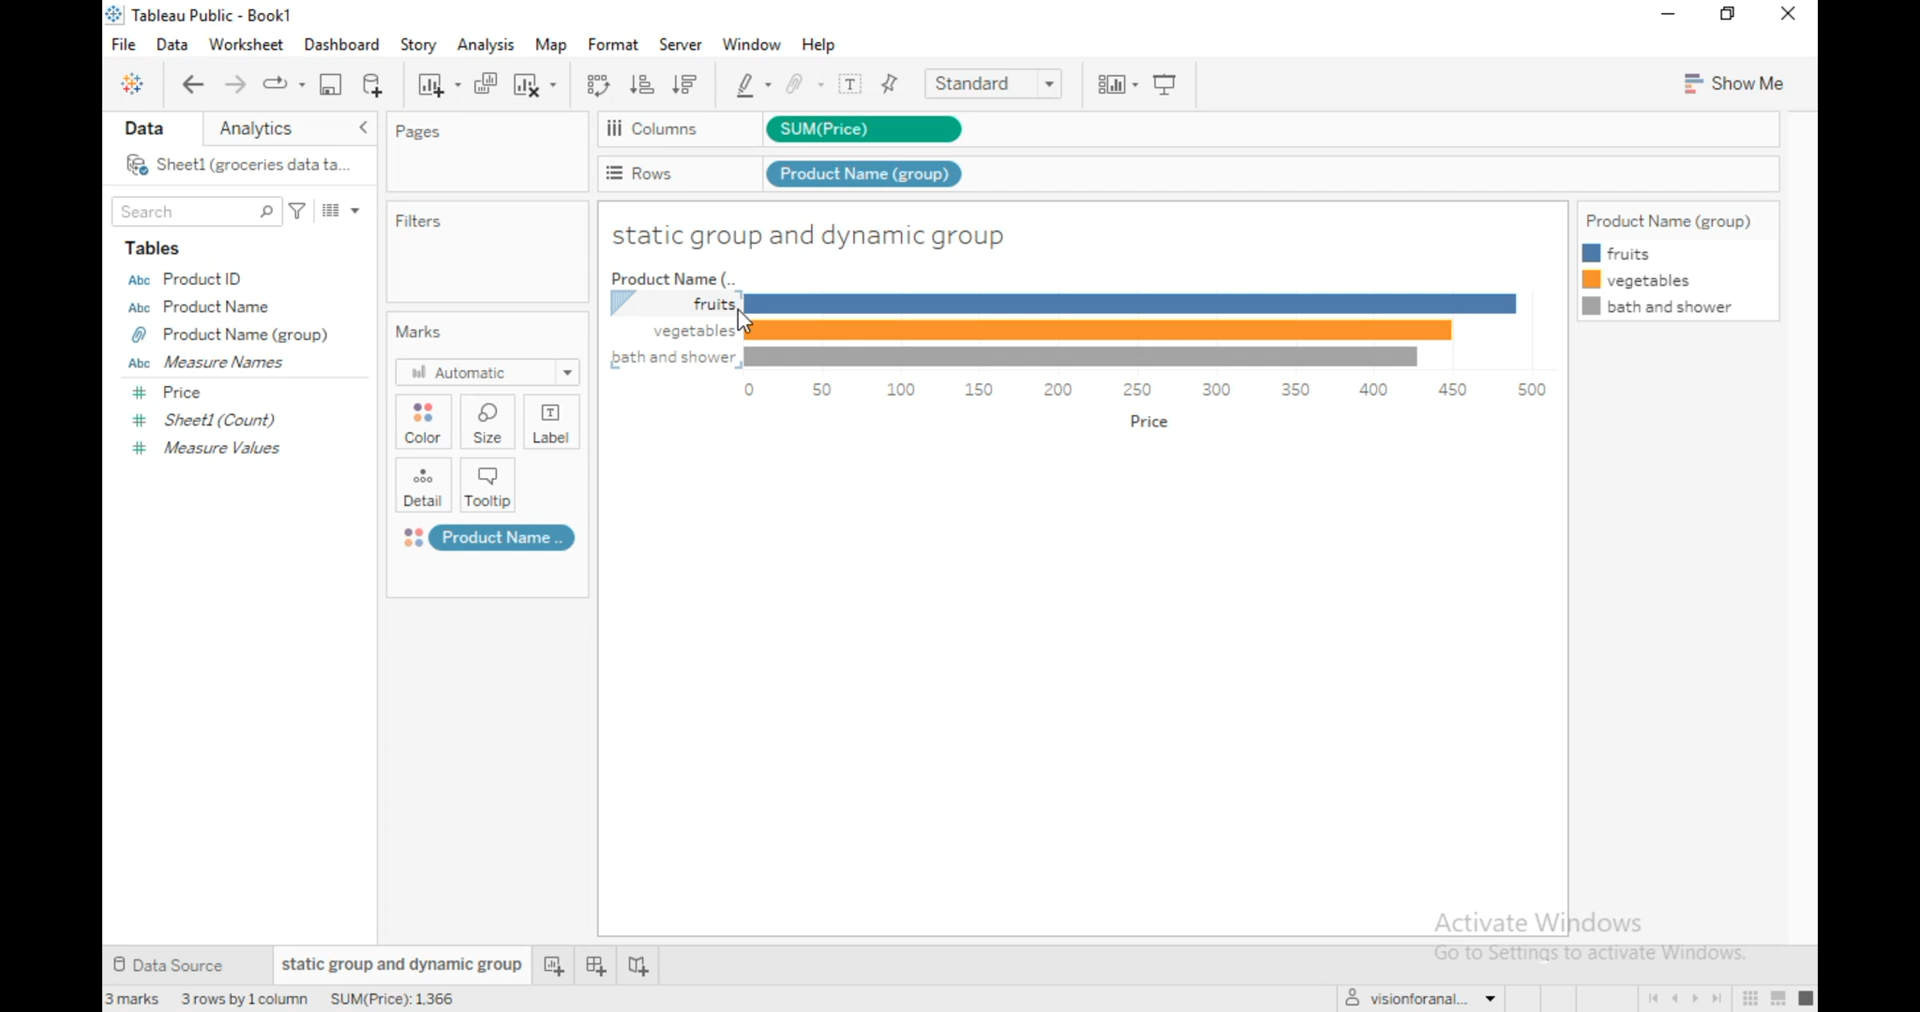 Tableau Public - Book1
File Data Worksheet Dashboard Story Analysis Map Format Server Window Help
Standard
Show Me
Data Analytics
Sheet1 (groceries data ta...
Search
Tables
Abc Product ID
Abc Product Name
Product Name (group)
Abc Measure Names
# Price
# Sheet1 (Count)
# Measure Values
Pages
Filters
Marks
Automatic
Color Size Label
Detail Tooltip
Product Name ..
Columns SUM(Price)
Rows Product Name (group)
static group and dynamic group
Product Name (..
fruits
vegetables
bath and shower
0 50 100 150 200 250 300 350 400 450 500
Price
Product Name (group)
fruits
vegetables
bath and shower
Activate Windows
Go to Settings to activate Windows.
Data Source static group and dynamic group
3 marks 3 rows by 1 column SUM(Price): 1,366
visionforanal...